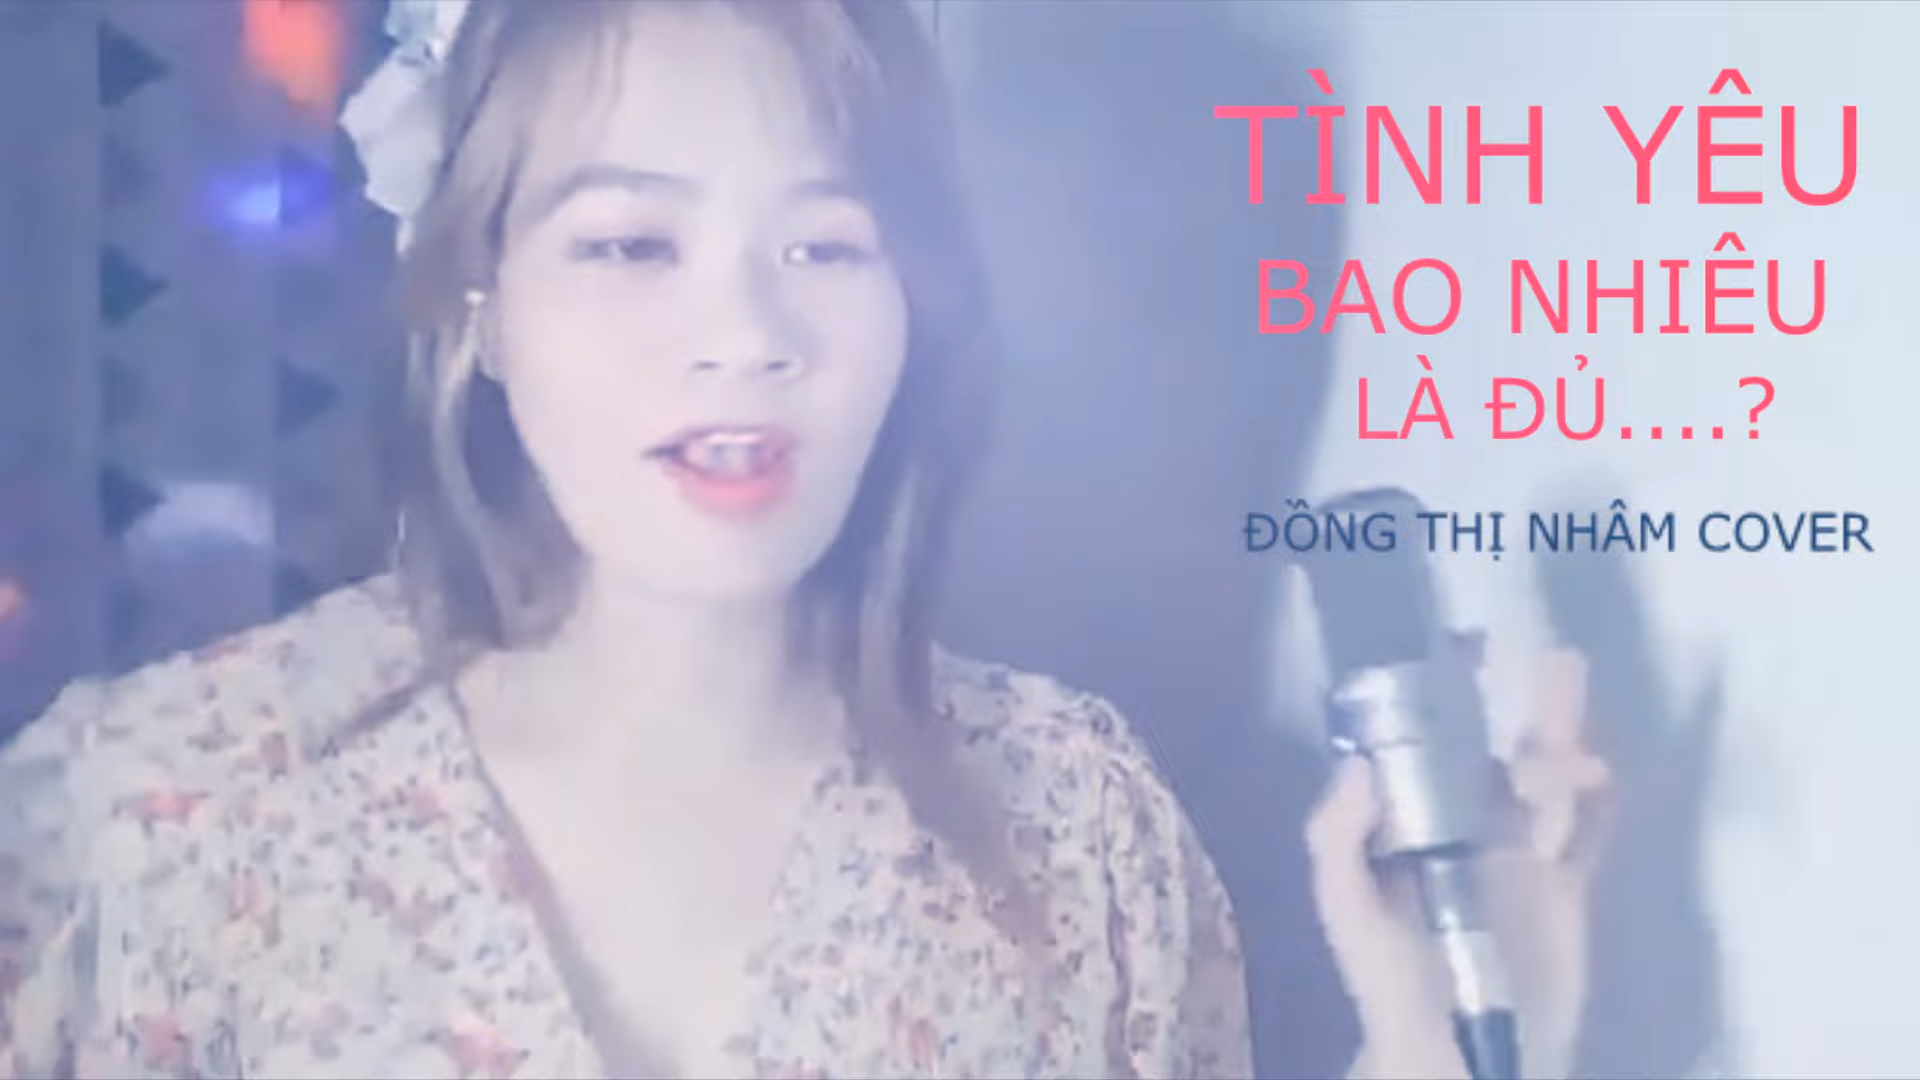 TÌNH YÊU
BAO NHIÊU
LÀ ĐỦ....?
ĐỒNG THỊ NHÂM COVER